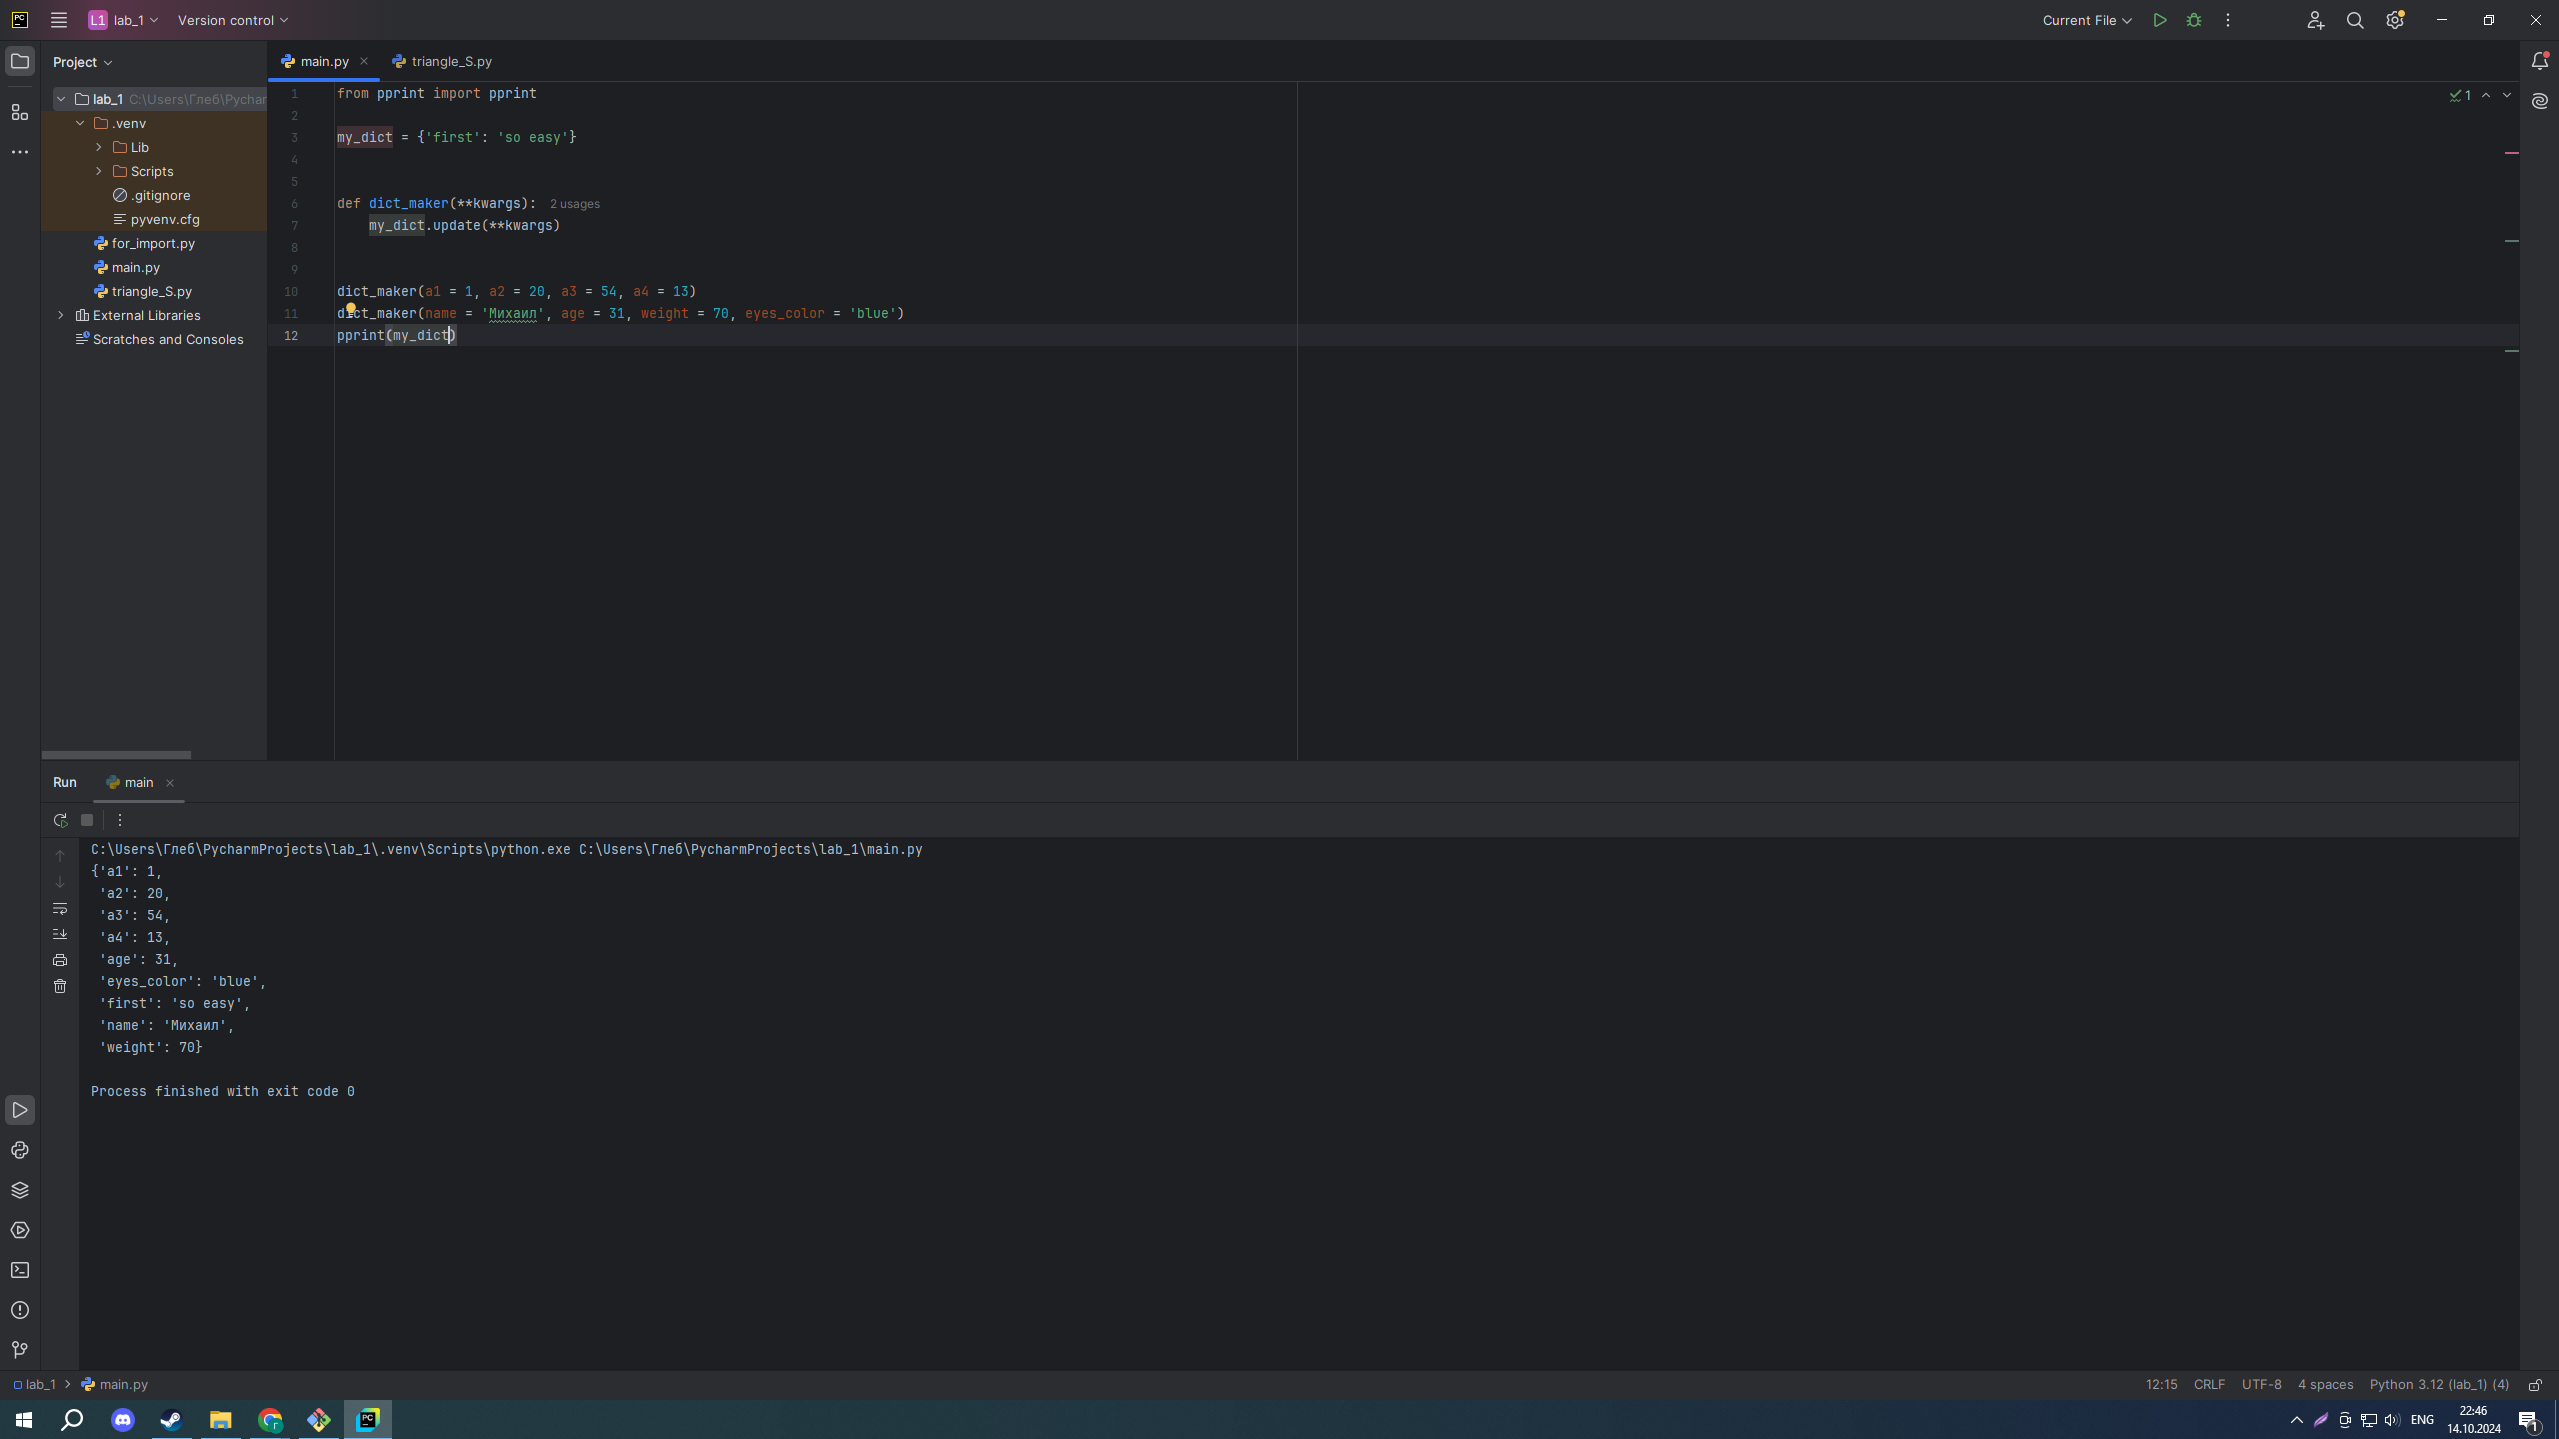 PC L1 lab_1 Version control Current File
Project
main.py triangle_S.py
lab_1 C:\Users\Глеб\Pychar
.venv
Lib
Scripts
.gitignore
pyvenv.cfg
for_import.py
main.py
triangle_S.py
External Libraries
Scratches and Consoles
1 from pprint import pprint
2
3 my_dict = {'first': 'so easy'}
4
5
6 def dict_maker(**kwargs): 2 usages
7 my_dict.update(**kwargs)
8
9
10 dict_maker(a1 = 1, a2 = 20, a3 = 54, a4 = 13)
11 dict_maker(name = 'Михаил', age = 31, weight = 70, eyes_color = 'blue')
12 pprint(my_dict)
1
Run main
C:\Users\Глеб\PycharmProjects\lab_1\.venv\Scripts\python.exe C:\Users\Глеб\PycharmProjects\lab_1\main.py
{'a1': 1,
'a2': 20,
'a3': 54,
'a4': 13,
'age': 31,
'eyes_color': 'blue',
'first': 'so easy',
'name': 'Михаил',
'weight': 70}
Process finished with exit code 0
lab_1 main.py 12:15 CRLF UTF-8 4 spaces Python 3.12 (lab_1) (4)
Г PC ENG 22:46 1
14.10.2024